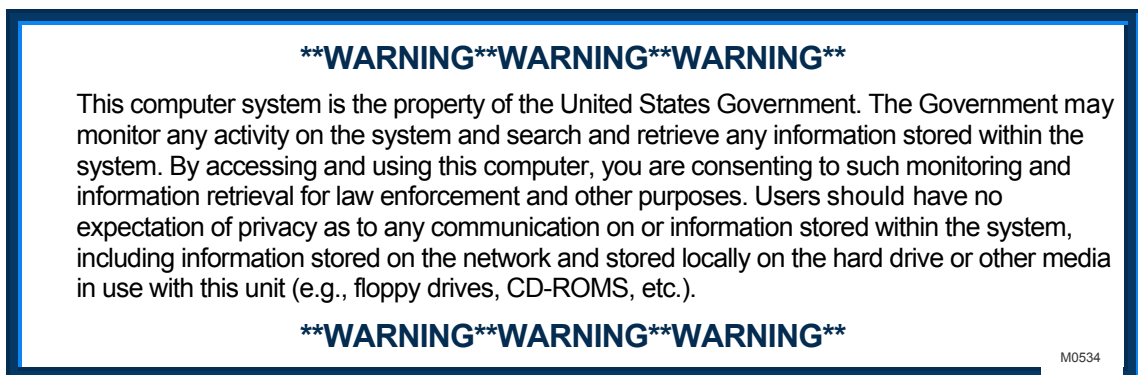 **WARNING**WARNING**WARNING**
This computer system is the property of the United States Government. The Government may
monitor any activity on the system and search and retrieve any information stored within the
system. By accessing and using this computer, you are consenting to such monitoring and
information retrieval for law enforcement and other purposes. Users should have no
expectation of privacy as to any communication on or information stored within the system,
including information stored on the network and stored locally on the hard drive or other media
in use with this unit (e.g., floppy drives, CD-ROMS, etc.).
**WARNING**WARNING**WARNING**
M0534